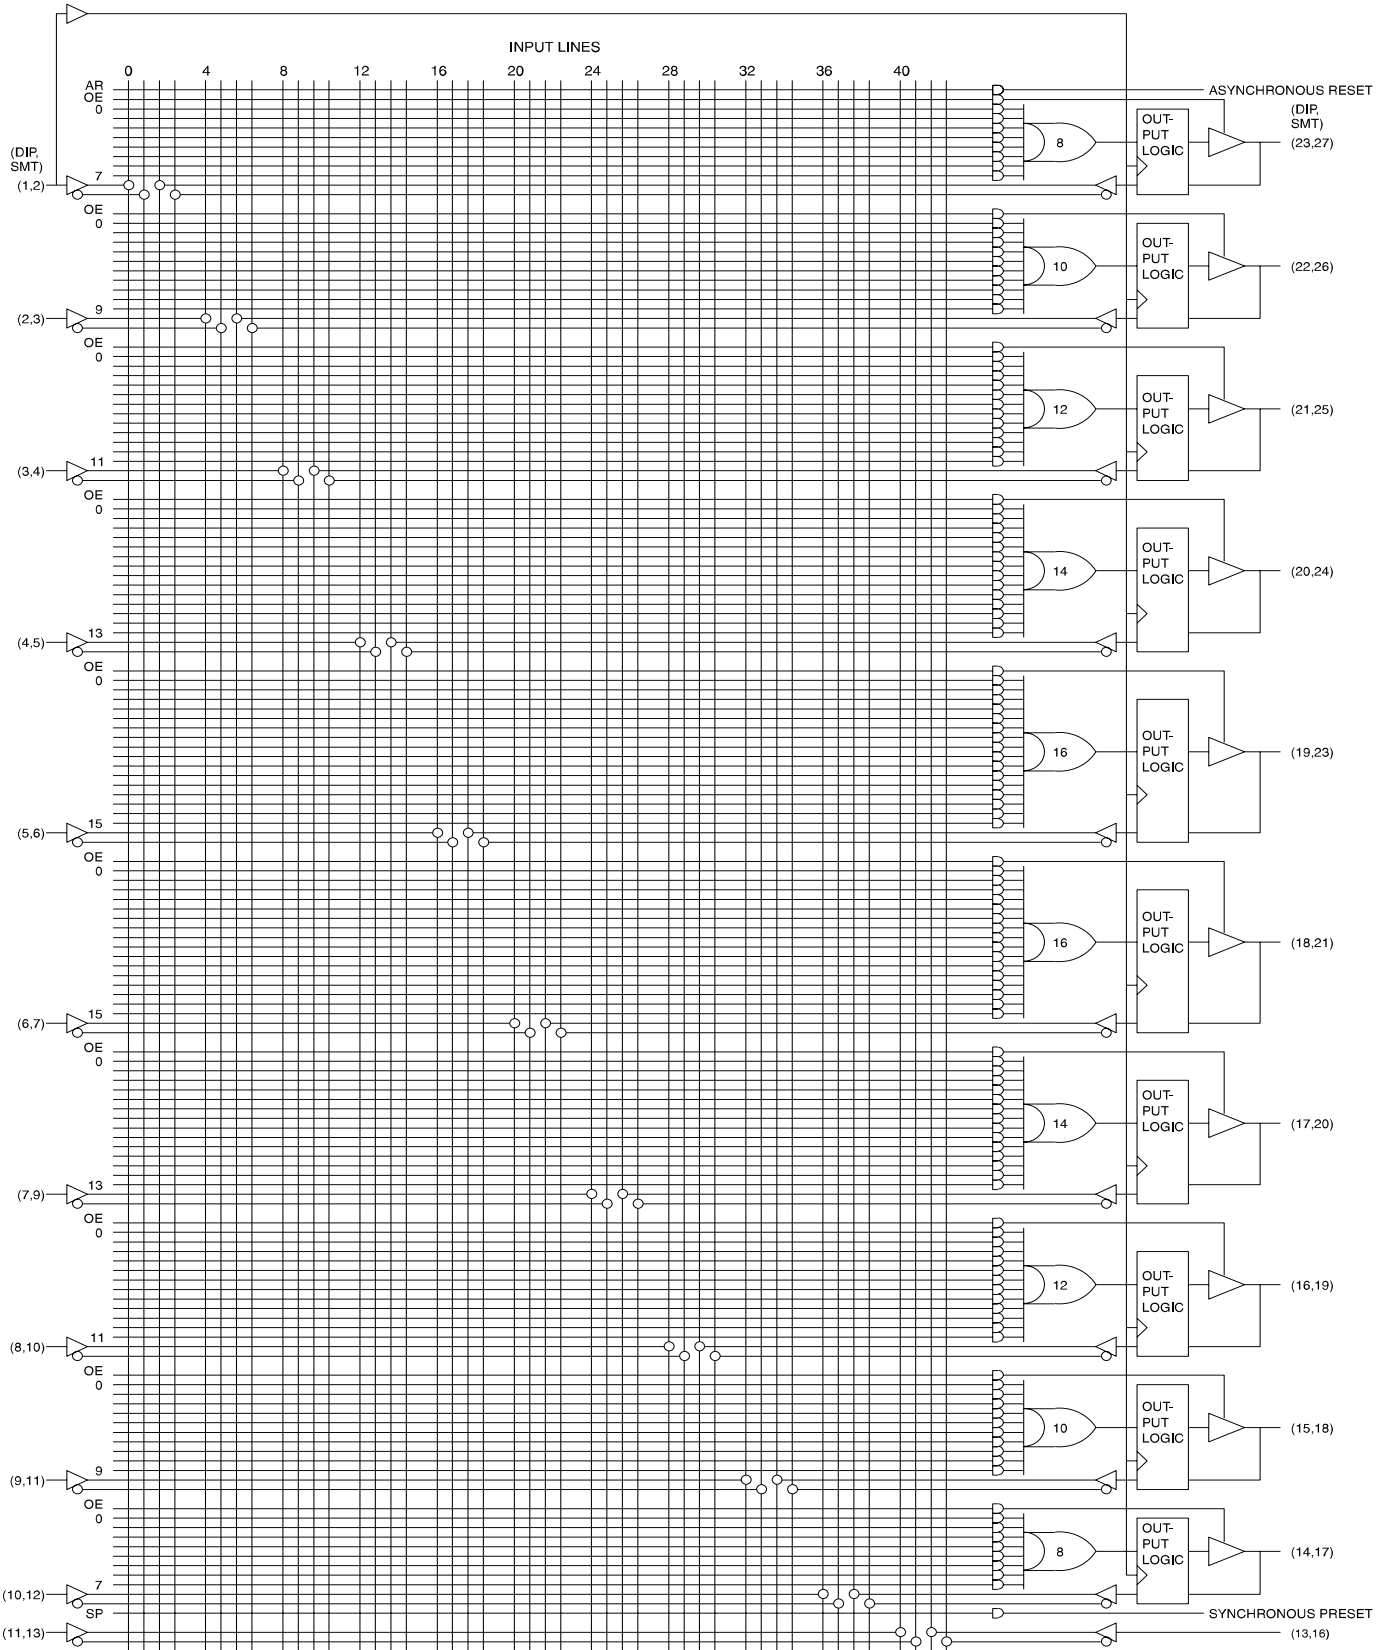 INPUT LINES
0 4 8 12 16 20 24 28 32 36 40
AR
ASYNCHRONOUS RESET
OE
0
(DIP,
SMT)
(DIP,
SMT)
8
OUT-
PUT
LOGIC
(23,27)
7
(1,2)
OE
0
10
OUT-
PUT
LOGIC
(22,26)
9
(2,3)
OE
0
12
OUT-
PUT
LOGIC
(21,25)
11
(3,4)
OE
0
14
OUT-
PUT
LOGIC
(20,24)
13
(4,5)
OE
0
16
OUT-
PUT
LOGIC
(19,23)
15
(5,6)
OE
0
16
OUT-
PUT
LOGIC
(18,21)
15
(6,7)
OE
0
14
OUT-
PUT
LOGIC
(17,20)
13
(7,9)
OE
0
12
OUT-
PUT
LOGIC
(16,19)
11
(8,10)
OE
0
10
OUT-
PUT
LOGIC
(15,18)
9
(9,11)
OE
0
8
OUT-
PUT
LOGIC
(14,17)
7
(10,12)
SP
SYNCHRONOUS PRESET
(11,13)
(13,16)